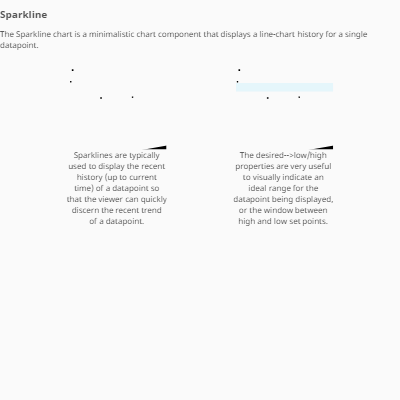 Sparkline
The Sparkline chart is a minimalistic chart component that displays a line-chart history for a single
datapoint.
Sparklines are typically
used to display the recent
history (up to current
time) of a datapoint so
that the viewer can quickly
discern the recent trend
of a datapoint.
The desired-->low/high
properties are very useful
to visually indicate an
ideal range for the
datapoint being displayed,
or the window between
high and low set points.